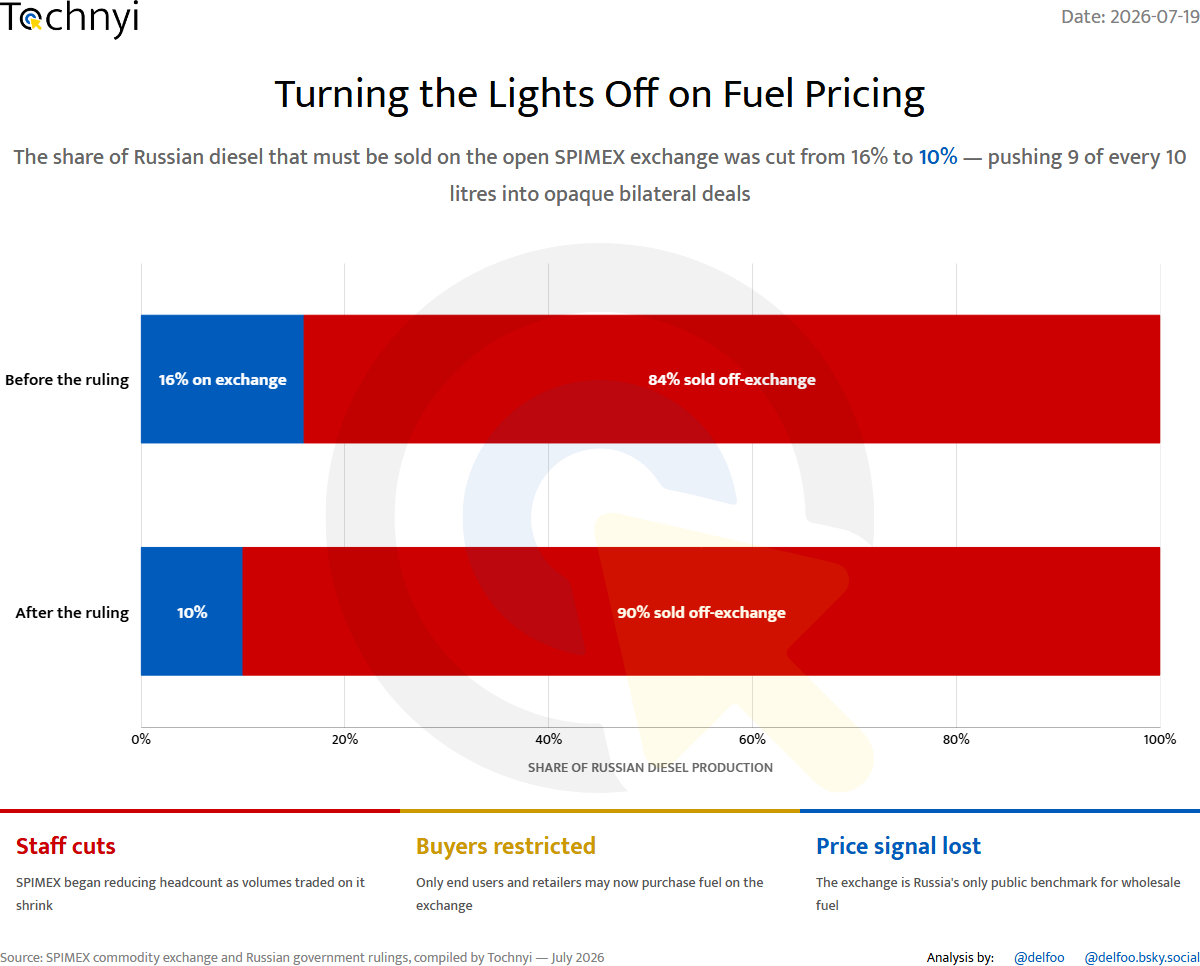 Tochnyi
Date: 2026-07-19
Turning the Lights Off on Fuel Pricing
The share of Russian diesel that must be sold on the open SPIMEX exchange was cut from 16% to 10% — pushing 9 of every 10
litres into opaque bilateral deals
Before the ruling
16% on exchange
84% sold off-exchange
After the ruling
10%
90% sold off-exchange
0%
20%
40%
60%
80%
100%
SHARE OF RUSSIAN DIESEL PRODUCTION
Staff cuts
SPIMEX began reducing headcount as volumes traded on it
shrink
Buyers restricted
Only end users and retailers may now purchase fuel on the
exchange
Price signal lost
The exchange is Russia's only public benchmark for wholesale
fuel
Source: SPIMEX commodity exchange and Russian government rulings, compiled by Tochnyi — July 2026
Analysis by: @delfoo @delfoo.bsky.social